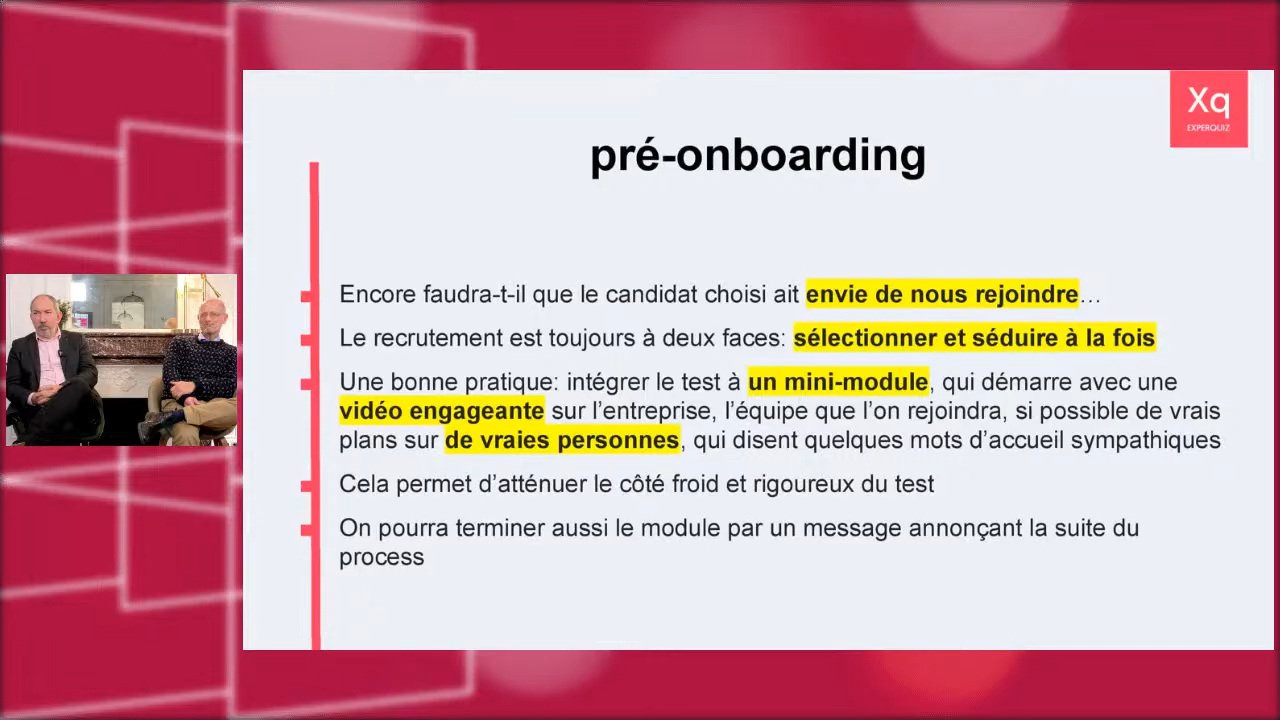 Xq
EXPERQUIZ
pré-onboarding
Encore faudra-t-il que le candidat choisi ait envie de nous rejoindre…
Le recrutement est toujours à deux faces: sélectionner et séduire à la fois
Une bonne pratique: intégrer le test à un mini-module, qui démarre avec une
vidéo engageante sur l’entreprise, l’équipe que l’on rejoindra, si possible de vrais
plans sur de vraies personnes, qui disent quelques mots d’accueil sympathiques
Cela permet d’atténuer le côté froid et rigoureux du test
On pourra terminer aussi le module par un message annonçant la suite du
process